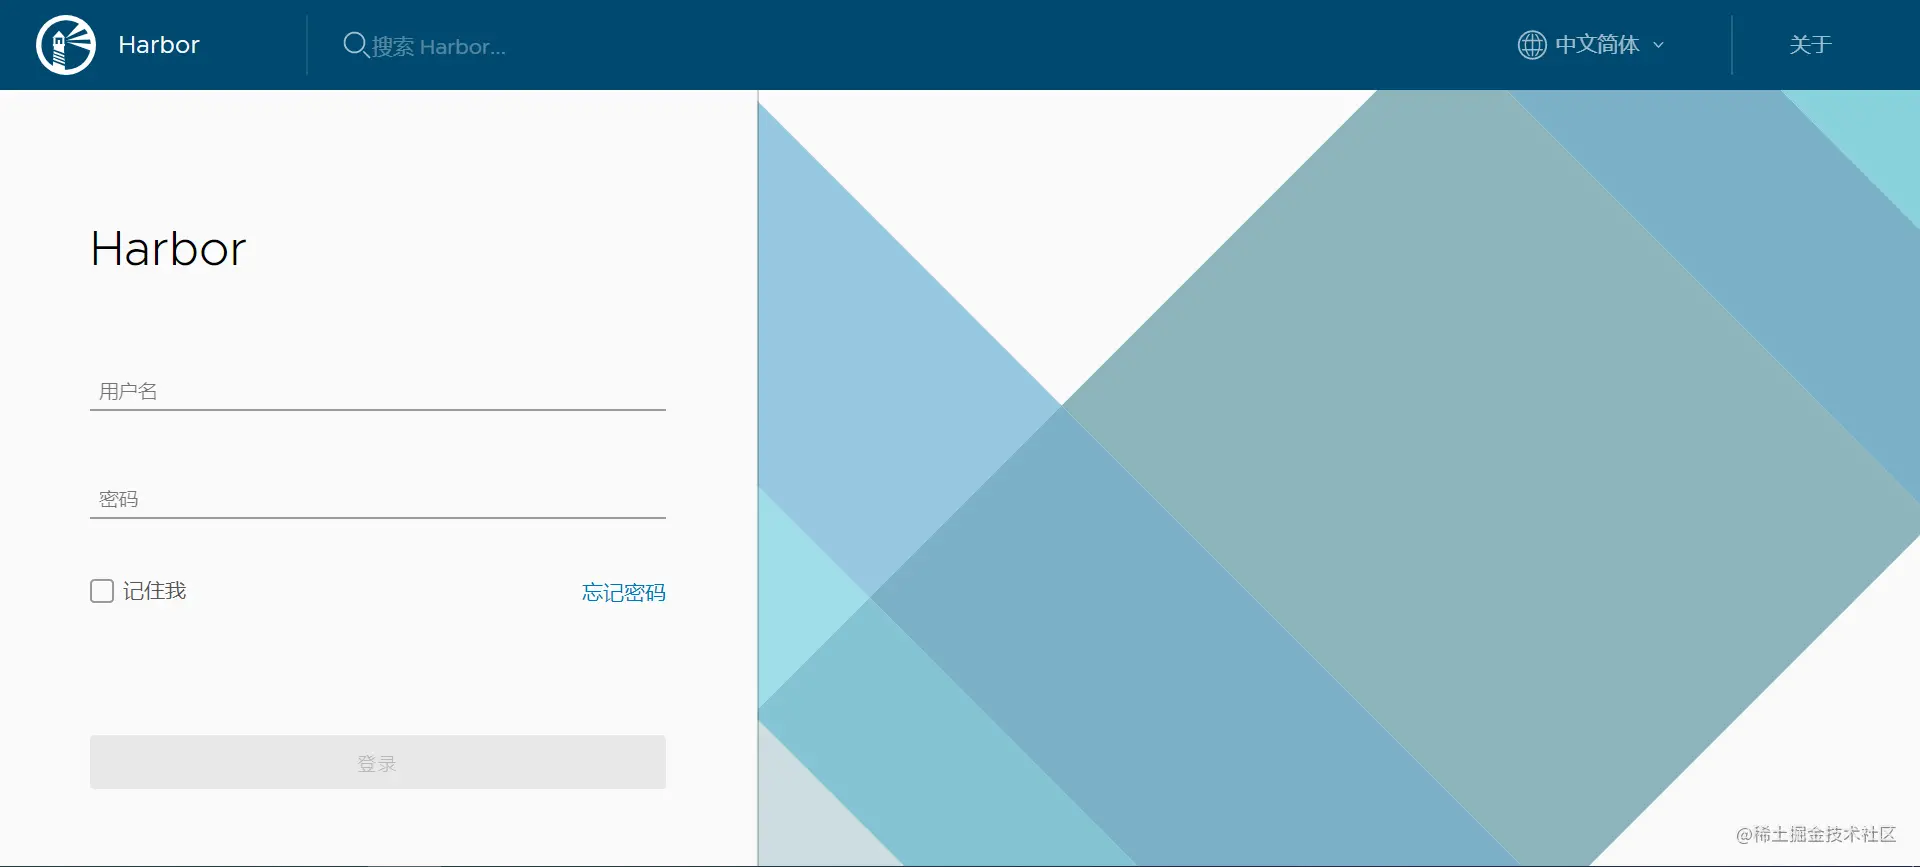 Harbor
搜索 Harbor...
中文简体
关于
Harbor
用户名
密码
记住我
忘记密码
登录
@稀土掘金技术社区